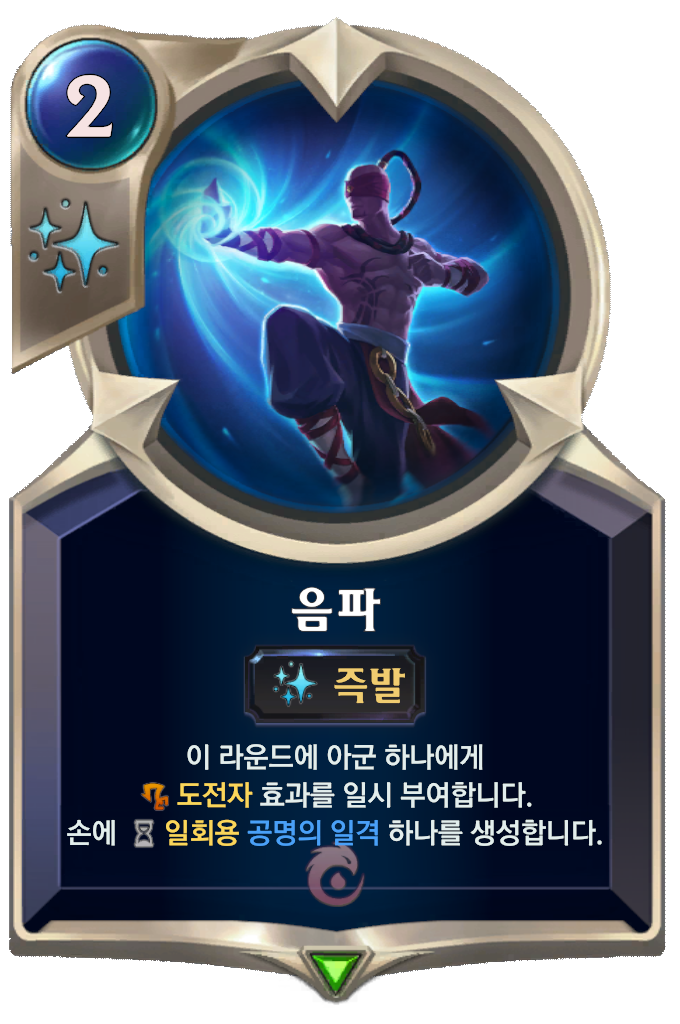 2
음파
즉발
이 라운드에 아군 하나에게
도전자 효과를 일시 부여합니다.
손에 일회용 공명의 일격 하나를 생성합니다.